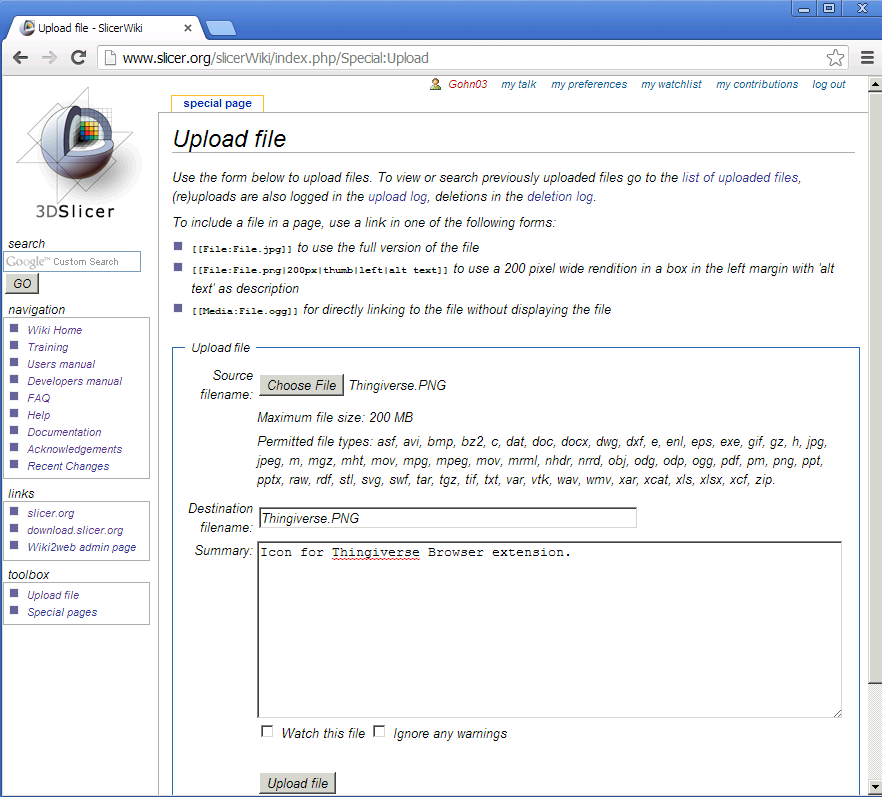 Upload file - SlicerWiki
www.slicer.org/slicerWiki/index.php/Special:Upload
Gohn03 my talk my preferences my watchlist my contributions log out
special page
3DSlicer
search
Google™ Custom Search
GO
navigation
Wiki Home
Training
Users manual
Developers manual
FAQ
Help
Documentation
Acknowledgements
Recent Changes
links
slicer.org
download.slicer.org
Wiki2web admin page
toolbox
Upload file
Special pages
Upload file
Use the form below to upload files. To view or search previously uploaded files go to the list of uploaded files,
(re)uploads are also logged in the upload log, deletions in the deletion log.
To include a file in a page, use a link in one of the following forms:
[[File:File.jpg]] to use the full version of the file
[[File:File.png|200px|thumb|left|alt text]] to use a 200 pixel wide rendition in a box in the left margin with 'alt
text' as description
[[Media:File.ogg]] for directly linking to the file without displaying the file
Upload file
Source
filename:
Choose File Thingiverse.PNG
Maximum file size: 200 MB
Permitted file types: asf, avi, bmp, bz2, c, dat, doc, docx, dwg, dxf, e, enl, eps, exe, gif, gz, h, jpg,
jpeg, m, mgz, mht, mov, mpg, mpeg, mov, mrml, nhdr, nrrd, obj, odg, odp, ogg, pdf, pm, png, ppt,
pptx, raw, rdf, stl, svg, swf, tar, tgz, tif, txt, var, vtk, wav, wmv, xar, xcat, xls, xlsx, xcf, zip.
Destination
filename:
Thingiverse.PNG
Summary:
Icon for Thingiverse Browser extension.
Watch this file Ignore any warnings
Upload file